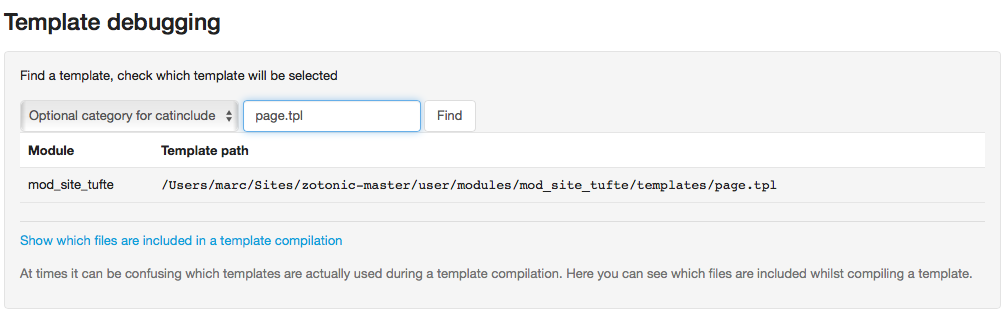 Template debugging
Find a template, check which template will be selected
Optional category for catinclude page.tpl Find
Module Template path
mod_site_tufte /Users/marc/Sites/zotonic-master/user/modules/mod_site_tufte/templates/page.tpl
Show which files are included in a template compilation
At times it can be confusing which templates are actually used during a template compilation. Here you can see which files are included whilst compiling a template.